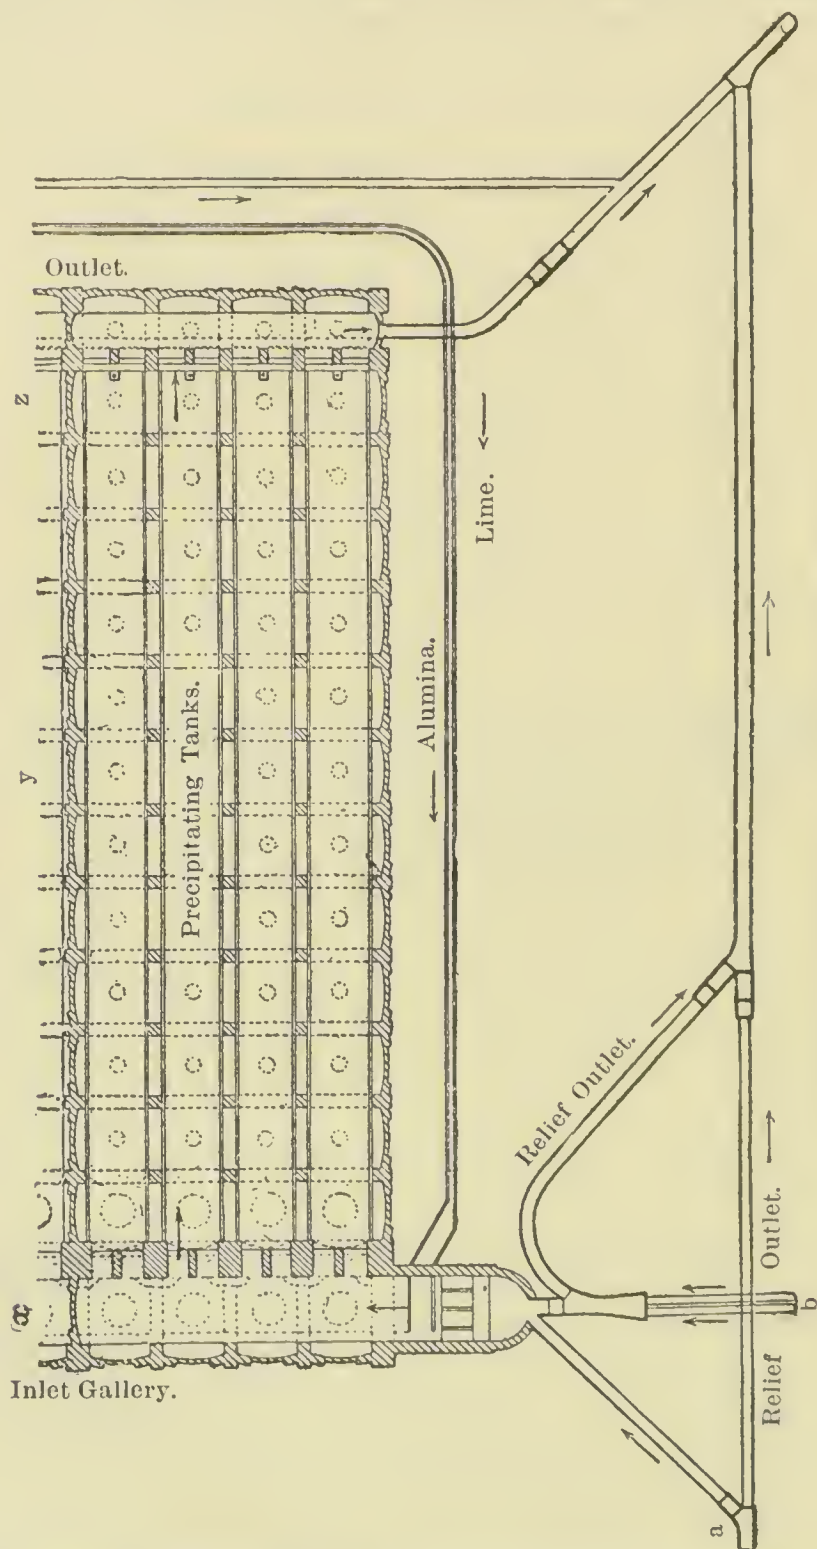 Outlet.
z
Lime.
Alumina.
y
Precipitating Tanks.
Relief Outlet.
Outlet.
x
b
Inlet Gallery.
Relief
a